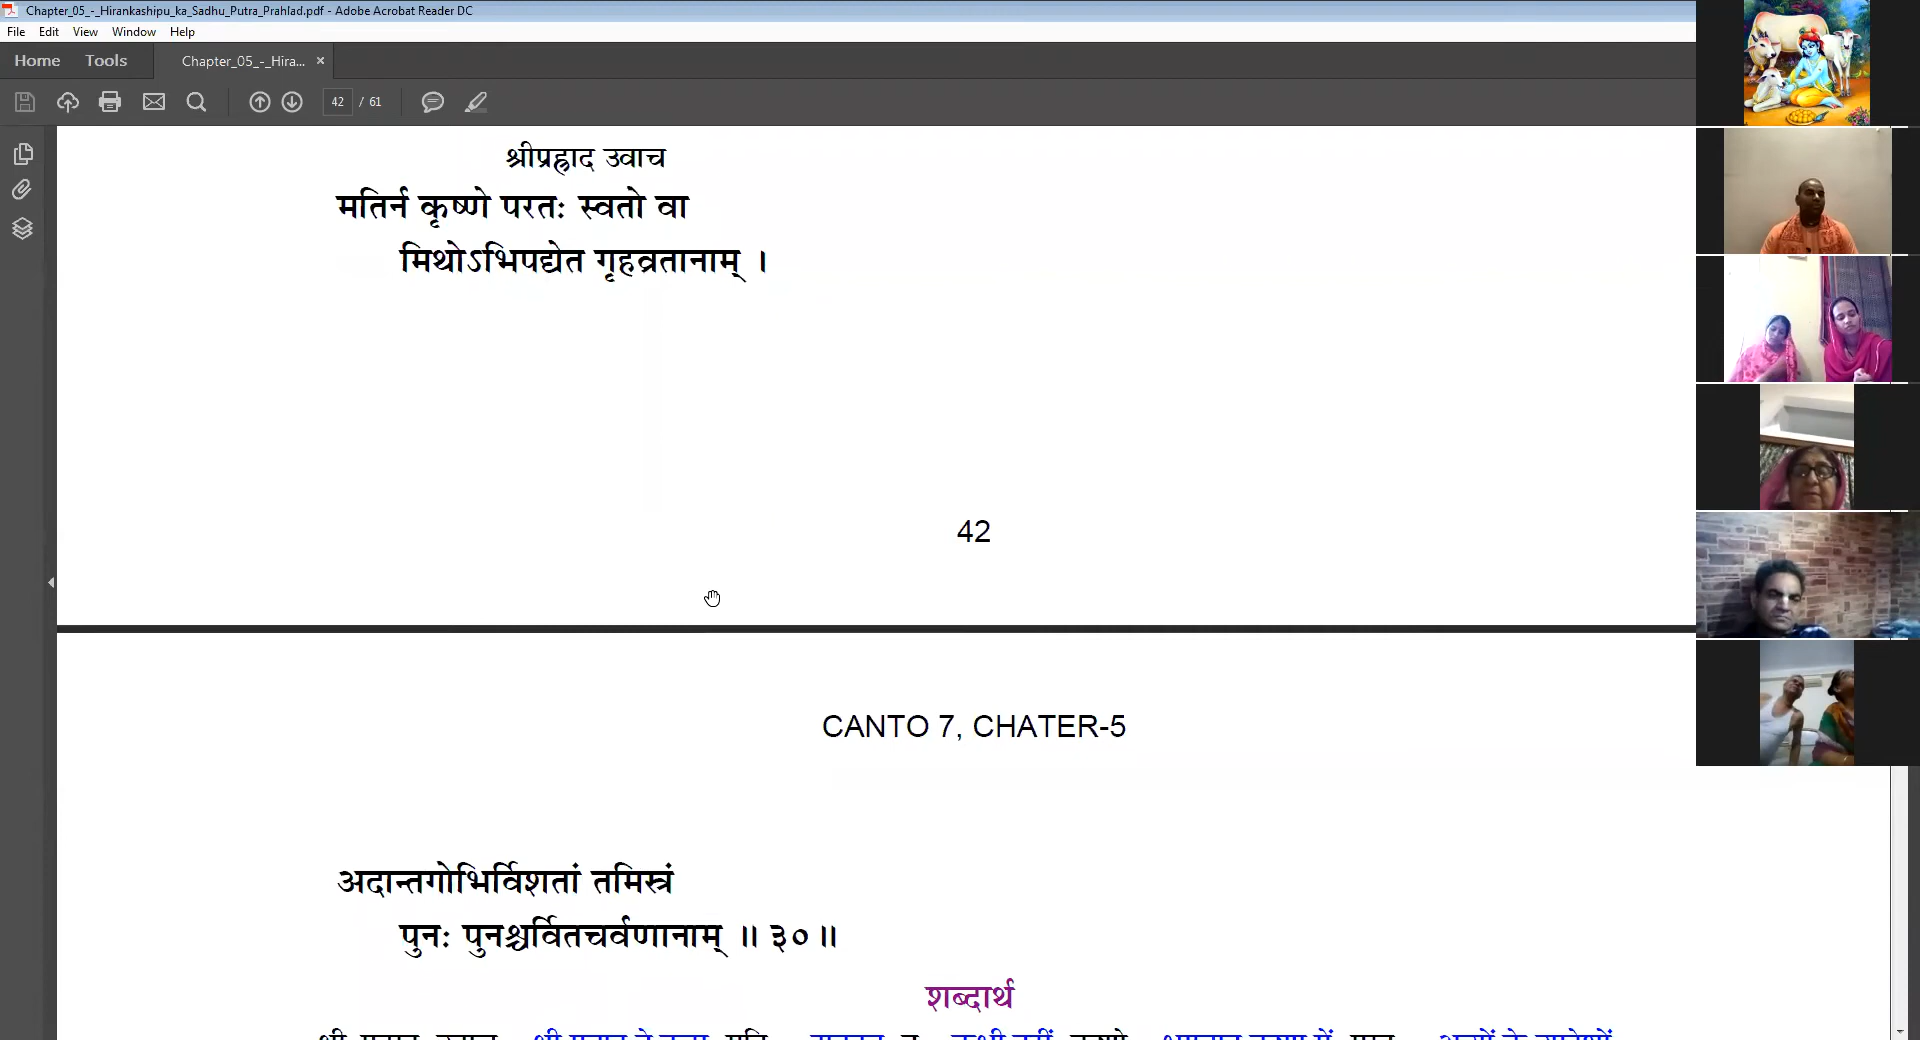 Chapter_05_-_Hirankashipu_ka_Sadhu_Putra_Prahlad.pdf - Adobe Acrobat Reader DC
File Edit View Window Help
Home Tools Chapter_05_-_Hira... ×
42 / 61
श्रीप्रह्राद उवाच
मतिर्न कृष्णे परतः स्वतो वा
मिथोऽभिपद्येत गृहव्रतानाम् ।
42
CANTO 7, CHATER-5
अदान्तगोभिर्विशतां तमिस्त्रं
पुनः पुनश्चर्वितचर्वणानाम् ॥ ३०॥
शब्दार्थ